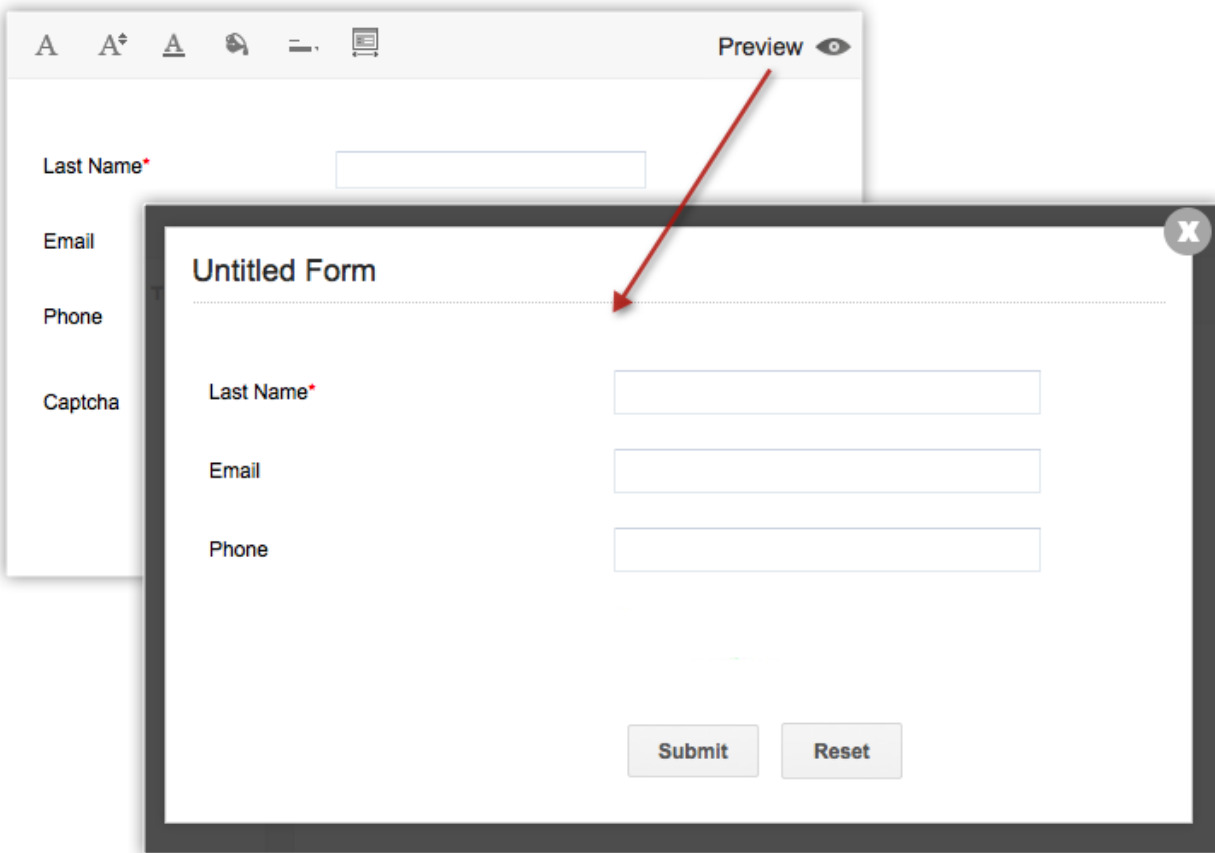 Preview
Last Name*
Email
Phone
Captcha
X
Untitled Form
Last Name*
Email
Phone
Submit Reset